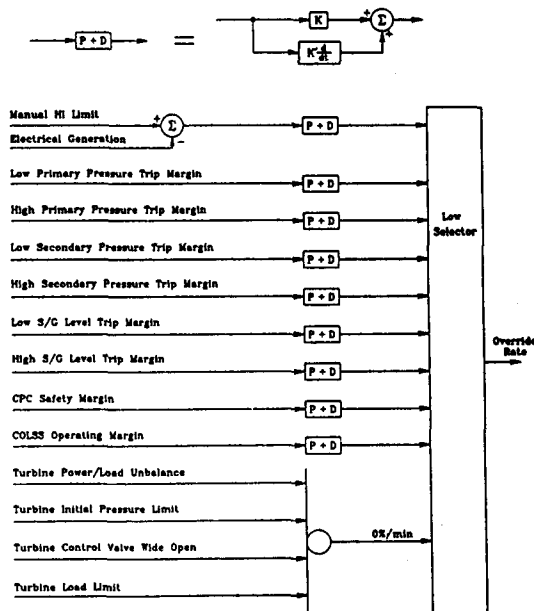 P + D = K + Σ
+
K' d/dt
Manual HI Limit
+
Σ P + D
Electrical Generation
-
Low Primary Pressure Trip Margin
P + D
High Primary Pressure Trip Margin
P + D
Low Selector
Low Secondary Pressure Trip Margin
P + D
High Secondary Pressure Trip Margin
P + D
Low S/G Level Trip Margin
P + D
Override Rate
High S/G Level Trip Margin
P + D
CPC Safety Margin
P + D
COLSS Operating Margin
P + D
Turbine Power/Load Unbalance
Turbine Initial Pressure Limit
0%/min
Turbine Control Valve Wide Open
Turbine Load Limit